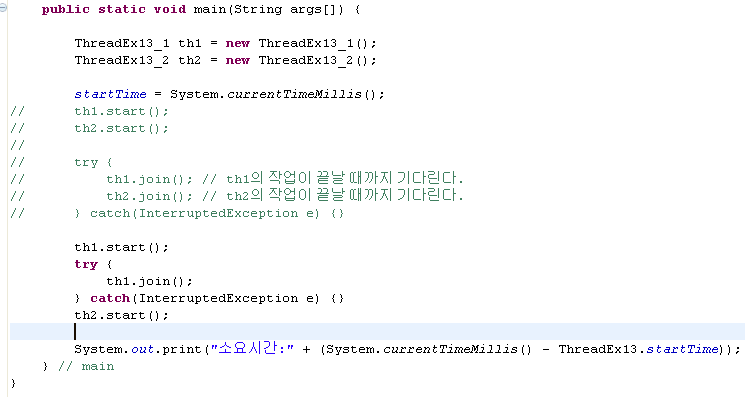 public static void main(String args[]) {
ThreadEx13_1 th1 = new ThreadEx13_1();
ThreadEx13_2 th2 = new ThreadEx13_2();
startTime = System.currentTimeMillis();
//      th1.start();
//      th2.start();
//
//      try {
//          th1.join(); // th1의 작업이 끝날 때까지 기다린다.
//          th2.join(); // th2의 작업이 끝날 때까지 기다린다.
//      } catch(InterruptedException e) {}
th1.start();
try {
th1.join();
} catch(InterruptedException e) {}
th2.start();
System.out.print("소요시간:" + (System.currentTimeMillis() - ThreadEx13.startTime));
} // main
}